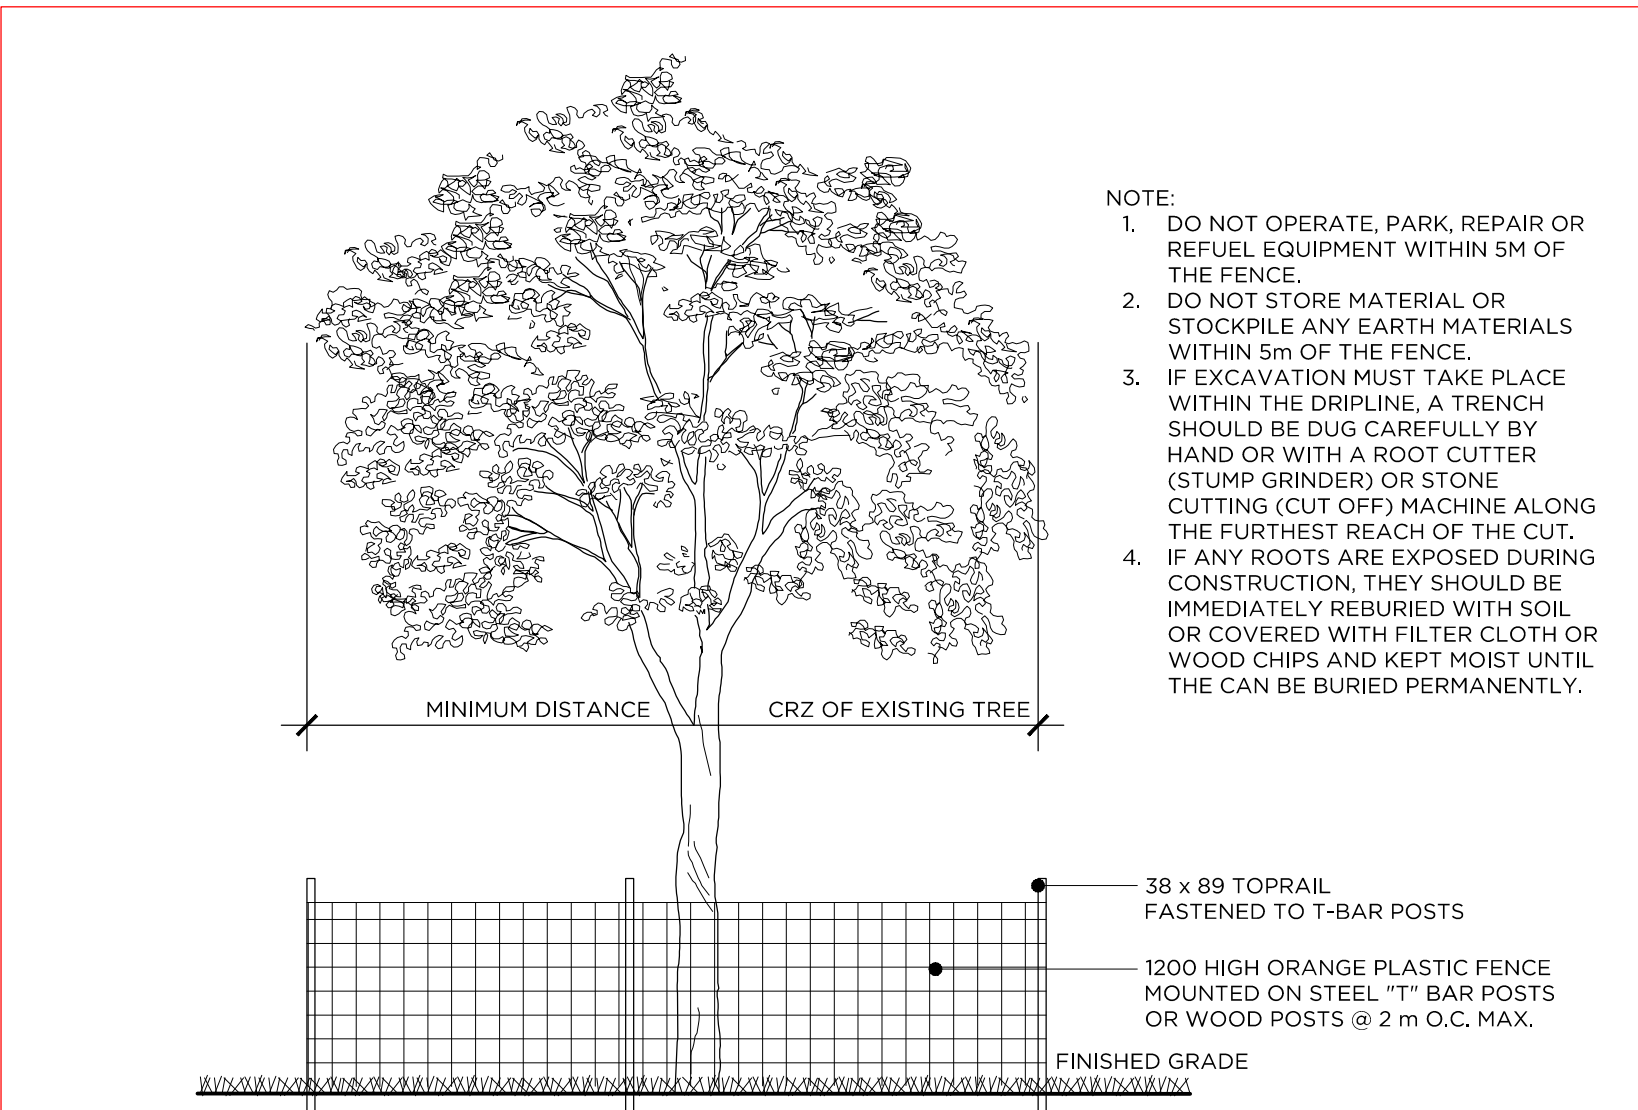 NOTE:
1. DO NOT OPERATE, PARK, REPAIR OR
REFUEL EQUIPMENT WITHIN 5M OF
THE FENCE.
2. DO NOT STORE MATERIAL OR
STOCKPILE ANY EARTH MATERIALS
WITHIN 5m OF THE FENCE.
3. IF EXCAVATION MUST TAKE PLACE
WITHIN THE DRIPLINE, A TRENCH
SHOULD BE DUG CAREFULLY BY
HAND OR WITH A ROOT CUTTER
(STUMP GRINDER) OR STONE
CUTTING (CUT OFF) MACHINE ALONG
THE FURTHEST REACH OF THE CUT.
4. IF ANY ROOTS ARE EXPOSED DURING
CONSTRUCTION, THEY SHOULD BE
IMMEDIATELY REBURIED WITH SOIL
OR COVERED WITH FILTER CLOTH OR
WOOD CHIPS AND KEPT MOIST UNTIL
THE CAN BE BURIED PERMANENTLY.
MINIMUM DISTANCE CRZ OF EXISTING TREE
38 x 89 TOPRAIL
FASTENED TO T-BAR POSTS
1200 HIGH ORANGE PLASTIC FENCE
MOUNTED ON STEEL "T" BAR POSTS
OR WOOD POSTS @ 2 m O.C. MAX.
FINISHED GRADE